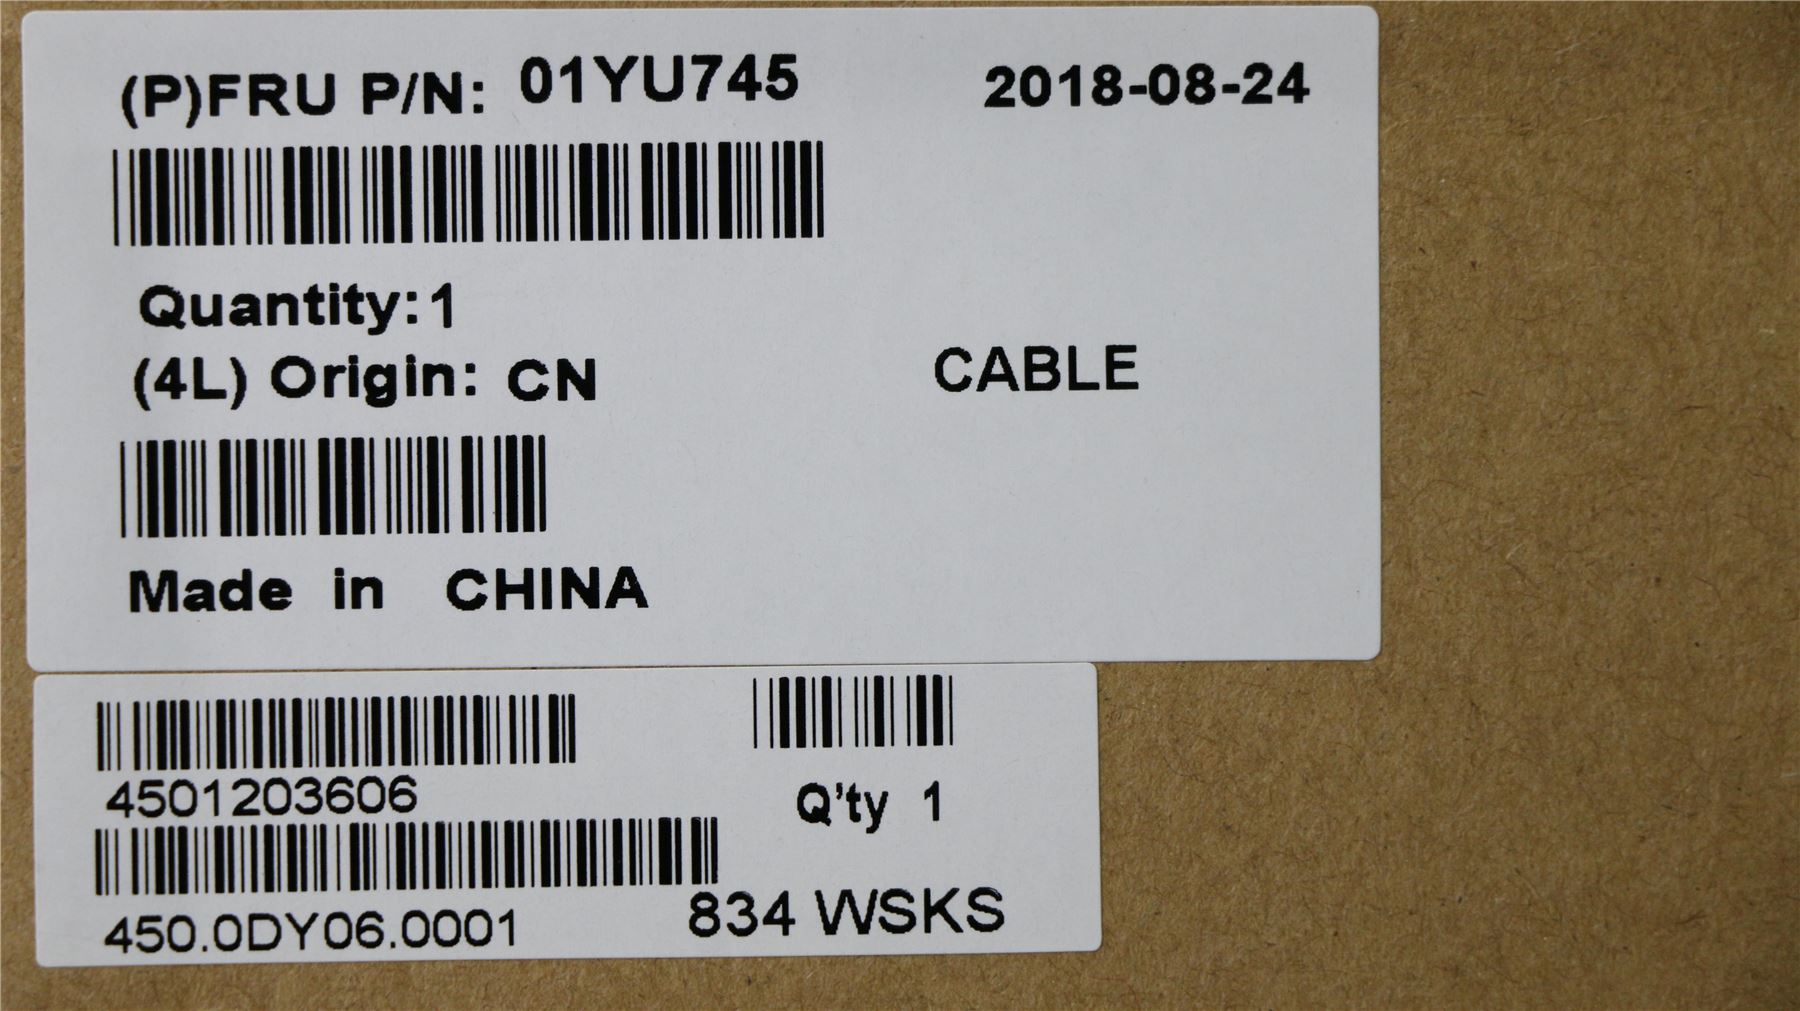 (P)FRU P/N: 01YU745 2018-08-24
Quantity:1
(4L) Origin: CN CABLE
Made in CHINA
4501203606
Q'ty 1
450.0DY06.0001 834 WSKS